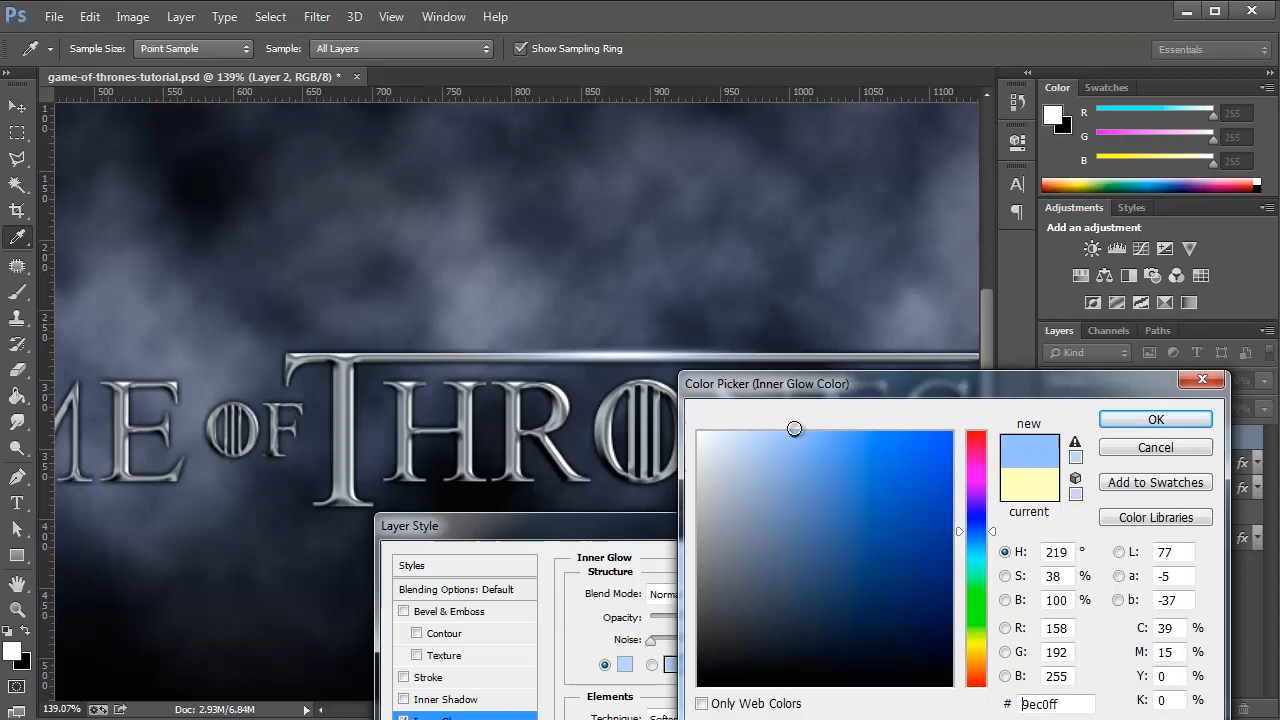 Ps File Edit Image Layer Type Select Filter 3D View Window Help
Sample Size: Point Sample Sample: All Layers Show Sampling Ring Essentials
game-of-thrones-tutorial.psd @ 139% (Layer 2, RGB/8) *
500 550 600 650 700 750 800 850 900 950 1000 1050 1100
Color Swatches
R 255
G 255
B 255
Adjustments Styles
Add an adjustment
Layers Channels Paths
Kind
ME OF THRO
Color Picker (Inner Glow Color)
new
current
OK
Cancel
Add to Swatches
Color Libraries
H: 219 ° L: 77
S: 38 % a: -5
B: 100 % b: -37
R: 158 C: 39 %
G: 192 M: 15 %
B: 255 Y: 0 %
# 9ec0ff K: 0 %
Only Web Colors
Layer Style
Styles
Blending Options: Default
Bevel & Emboss
Contour
Texture
Stroke
Inner Shadow
Inner Glow
Structure
Blend Mode:
Opacity:
Noise:
Elements
Technique:
139.07% Doc: 2.93M/6.84M